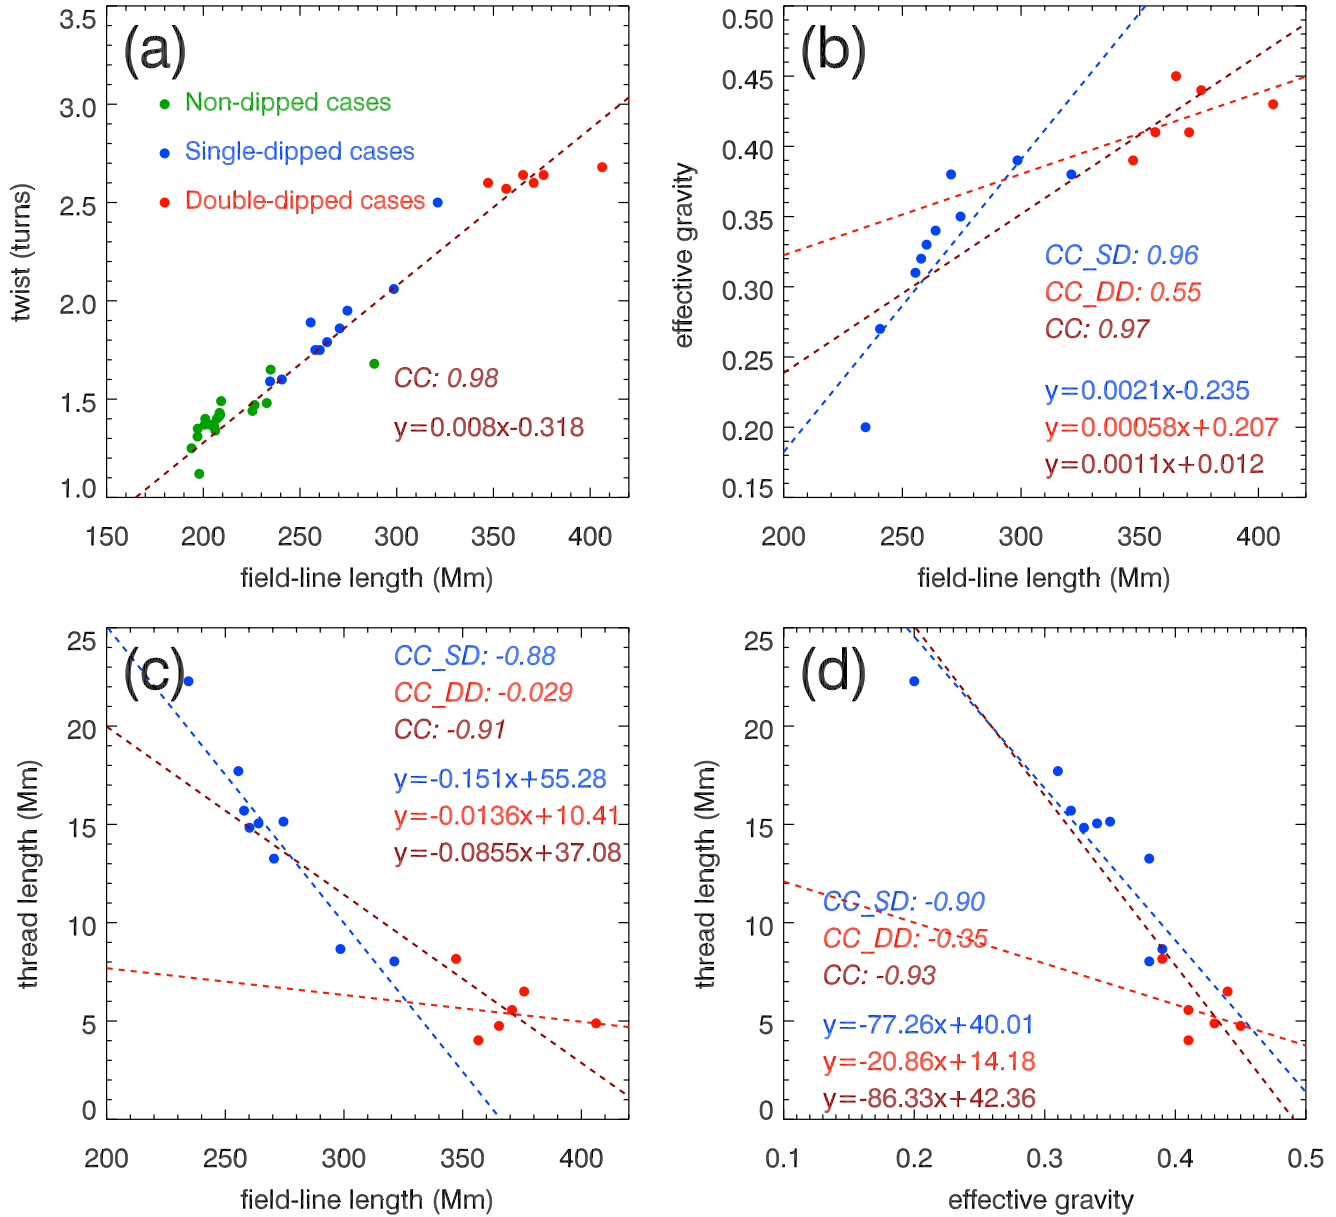 (a)
Non-dipped cases
Single-dipped cases
Double-dipped cases
CC: 0.98
y=0.008x-0.318
3.5
3.0
2.5
2.0
1.5
1.0
twist (turns)
150 200 250 300 350 400
field-line length (Mm)
(b)
CC_SD: 0.96
CC_DD: 0.55
CC: 0.97
y=0.0021x-0.235
y=0.00058x+0.207
y=0.0011x+0.012
0.50
0.45
0.40
0.35
0.30
0.25
0.20
0.15
effective gravity
200 250 300 350 400
field-line length (Mm)
(c)
CC_SD: -0.88
CC_DD: -0.029
CC: -0.91
y=-0.151x+55.28
y=-0.0136x+10.41
y=-0.0855x+37.08
25
20
15
10
5
0
thread length (Mm)
200 250 300 350 400
field-line length (Mm)
(d)
CC_SD: -0.90
CC_DD: -0.35
CC: -0.93
y=-77.26x+40.01
y=-20.86x+14.18
y=-86.33x+42.36
25
20
15
10
5
0
thread length (Mm)
0.1 0.2 0.3 0.4 0.5
effective gravity